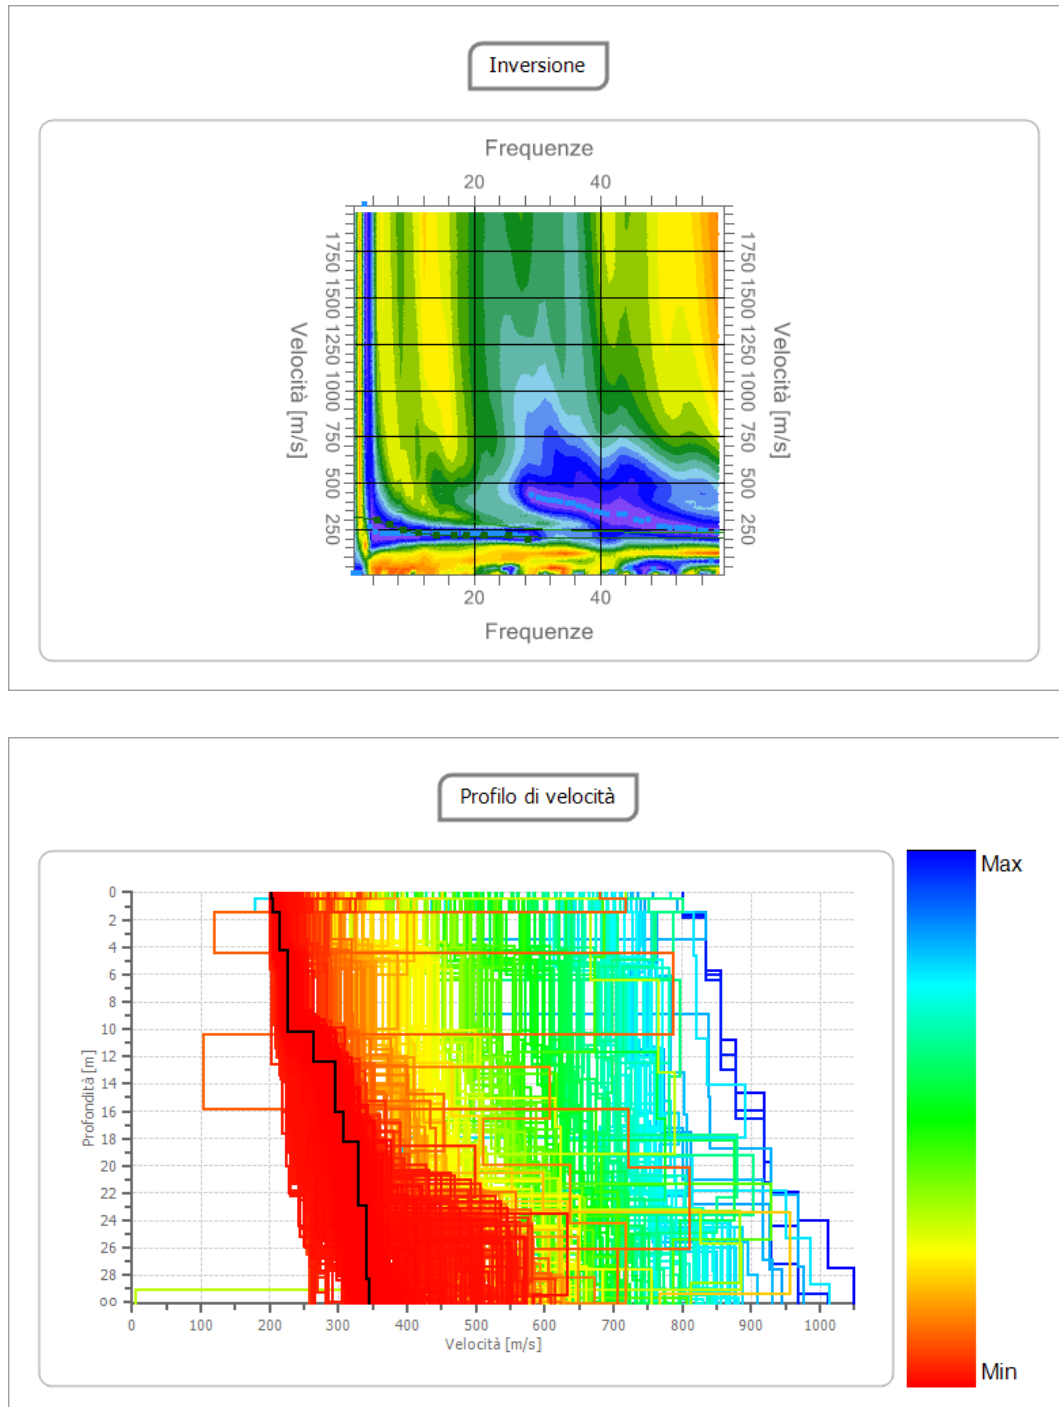 Inversione
Frequenze
20 40
1750 1500 1250 1000 750 500 250
Velocità [m/s]
1750 1500 1250 1000 750 500 250
Velocità [m/s]
20 40
Frequenze
Profilo di velocità
Max
0
2
4
6
8
10
12
14
16
18
20
22
24
26
28
oo
Profondità [m]
0 100 200 300 400 500 600 700 800 900 1000
Velocità [m/s]
Min